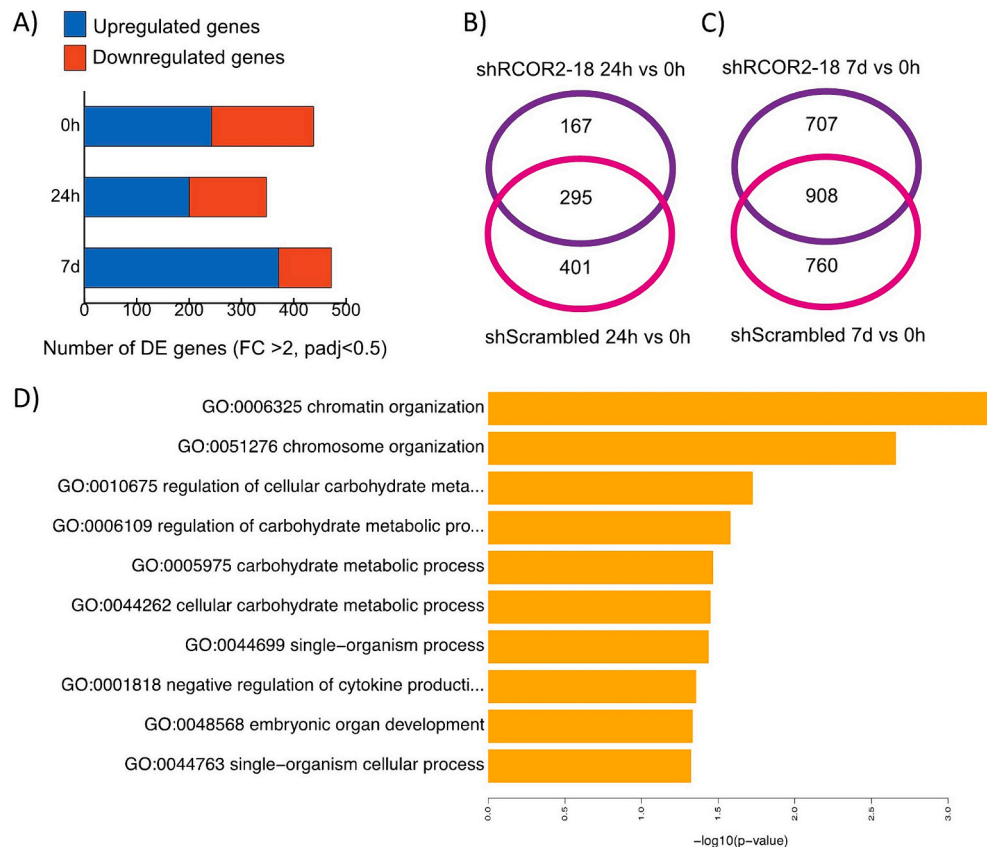 A)
Upregulated genes
Downregulated genes
0h
24h
7d
0 100 200 300 400 500
Number of DE genes (FC >2, padj<0.5)
B)
shRCOR2-18 24h vs 0h
167
295
401
shScrambled 24h vs 0h
C)
shRCOR2-18 7d vs 0h
707
908
760
shScrambled 7d vs 0h
D)
GO:0006325 chromatin organization
GO:0051276 chromosome organization
GO:0010675 regulation of cellular carbohydrate meta...
GO:0006109 regulation of carbohydrate metabolic pro...
GO:0005975 carbohydrate metabolic process
GO:0044262 cellular carbohydrate metabolic process
GO:0044699 single−organism process
GO:0001818 negative regulation of cytokine producti...
GO:0048568 embryonic organ development
GO:0044763 single−organism cellular process
0.0 0.5 1.0 1.5 2.0 2.5 3.0
−log10(p−value)